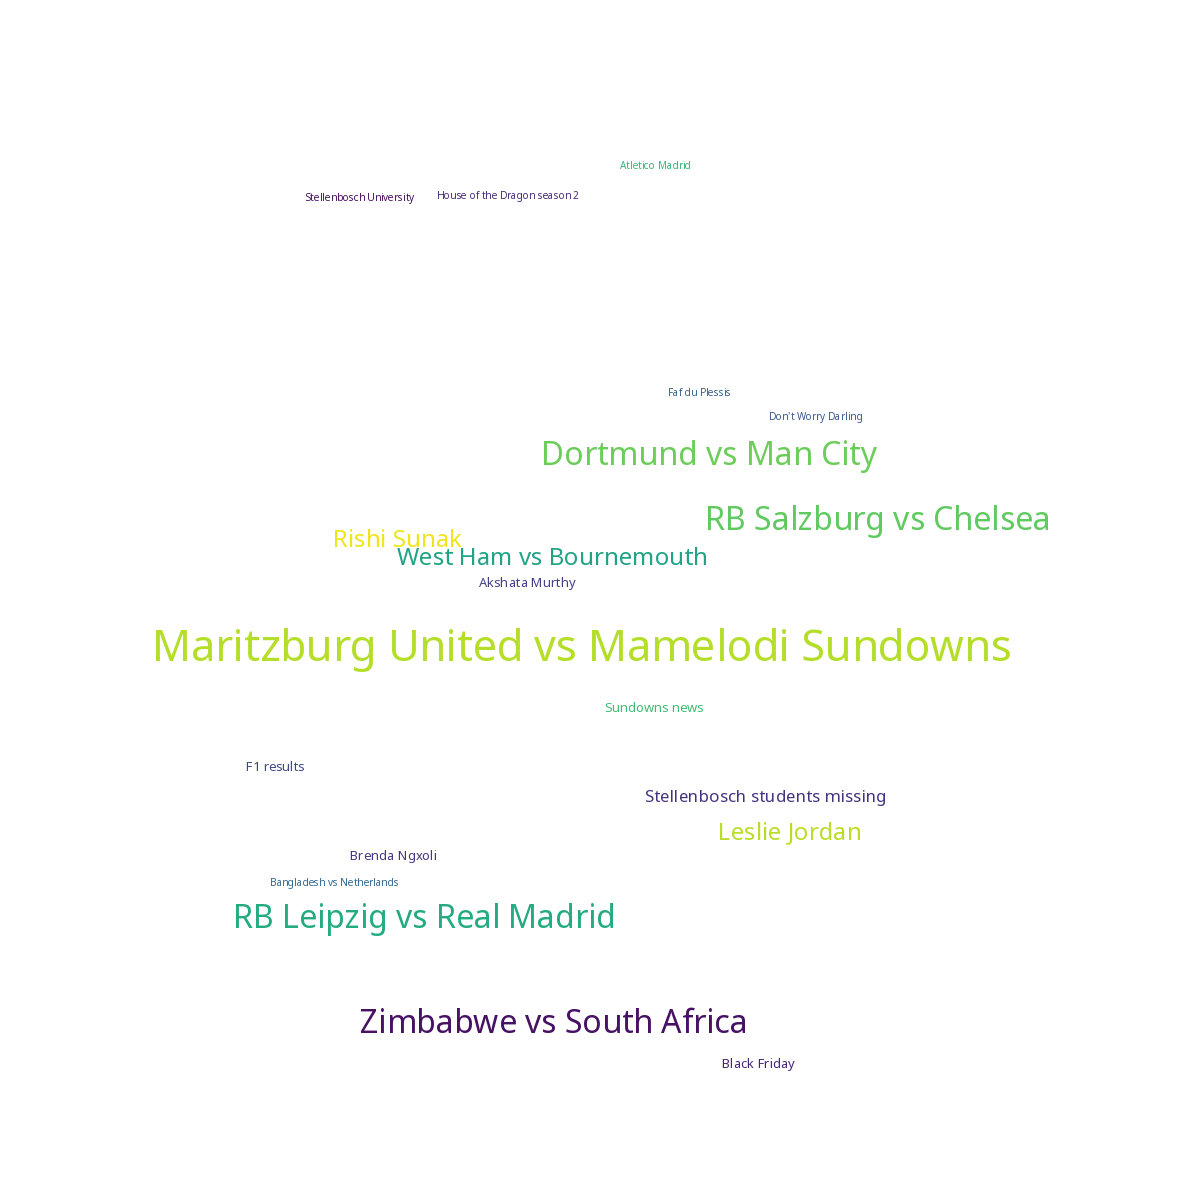 Atletico Madrid
Stellenbosch University
House of the Dragon season 2
Faf du Plessis
Don't Worry Darling
Dortmund vs Man City
RB Salzburg vs Chelsea
Rishi Sunak
West Ham vs Bournemouth
Akshata Murthy
Maritzburg United vs Mamelodi Sundowns
Sundowns news
F1 results
Stellenbosch students missing
Leslie Jordan
Brenda Ngxoli
Bangladesh vs Netherlands
RB Leipzig vs Real Madrid
Zimbabwe vs South Africa
Black Friday